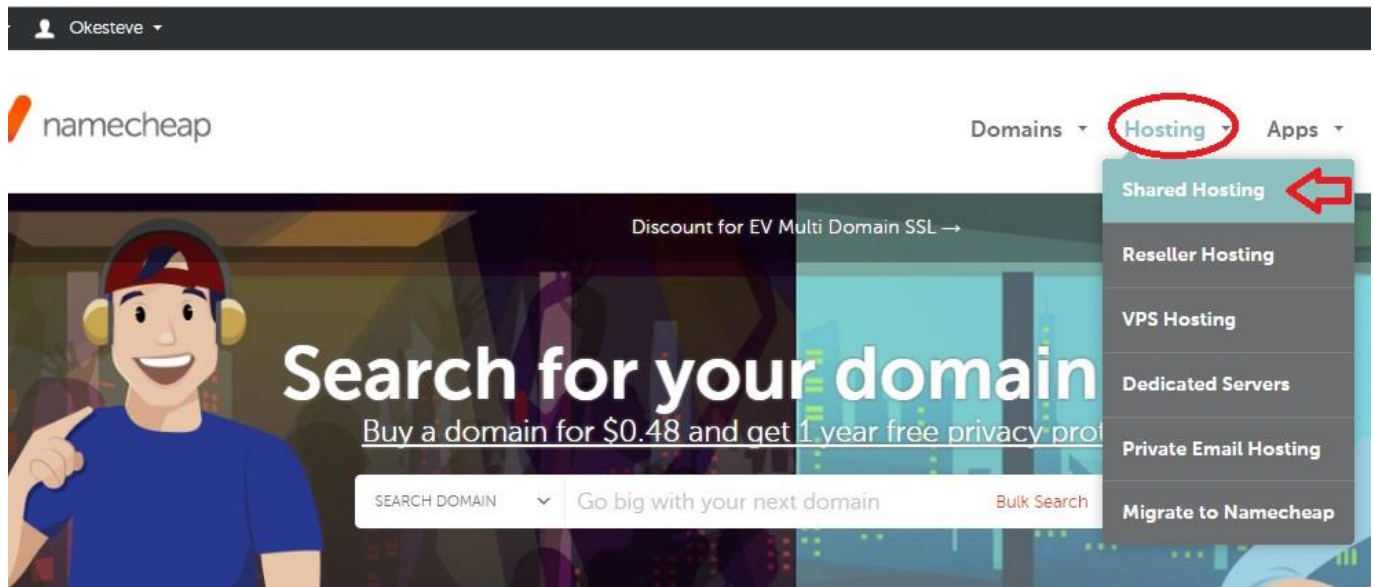 Okesteve
namecheap
Domains Hosting Apps
Shared Hosting
Reseller Hosting
VPS Hosting
Dedicated Servers
Private Email Hosting
Migrate to Namecheap
Discount for EV Multi Domain SSL →
Search for your domain
Buy a domain for $0.48 and get 1 year free privacy prot
SEARCH DOMAIN Go big with your next domain Bulk Search